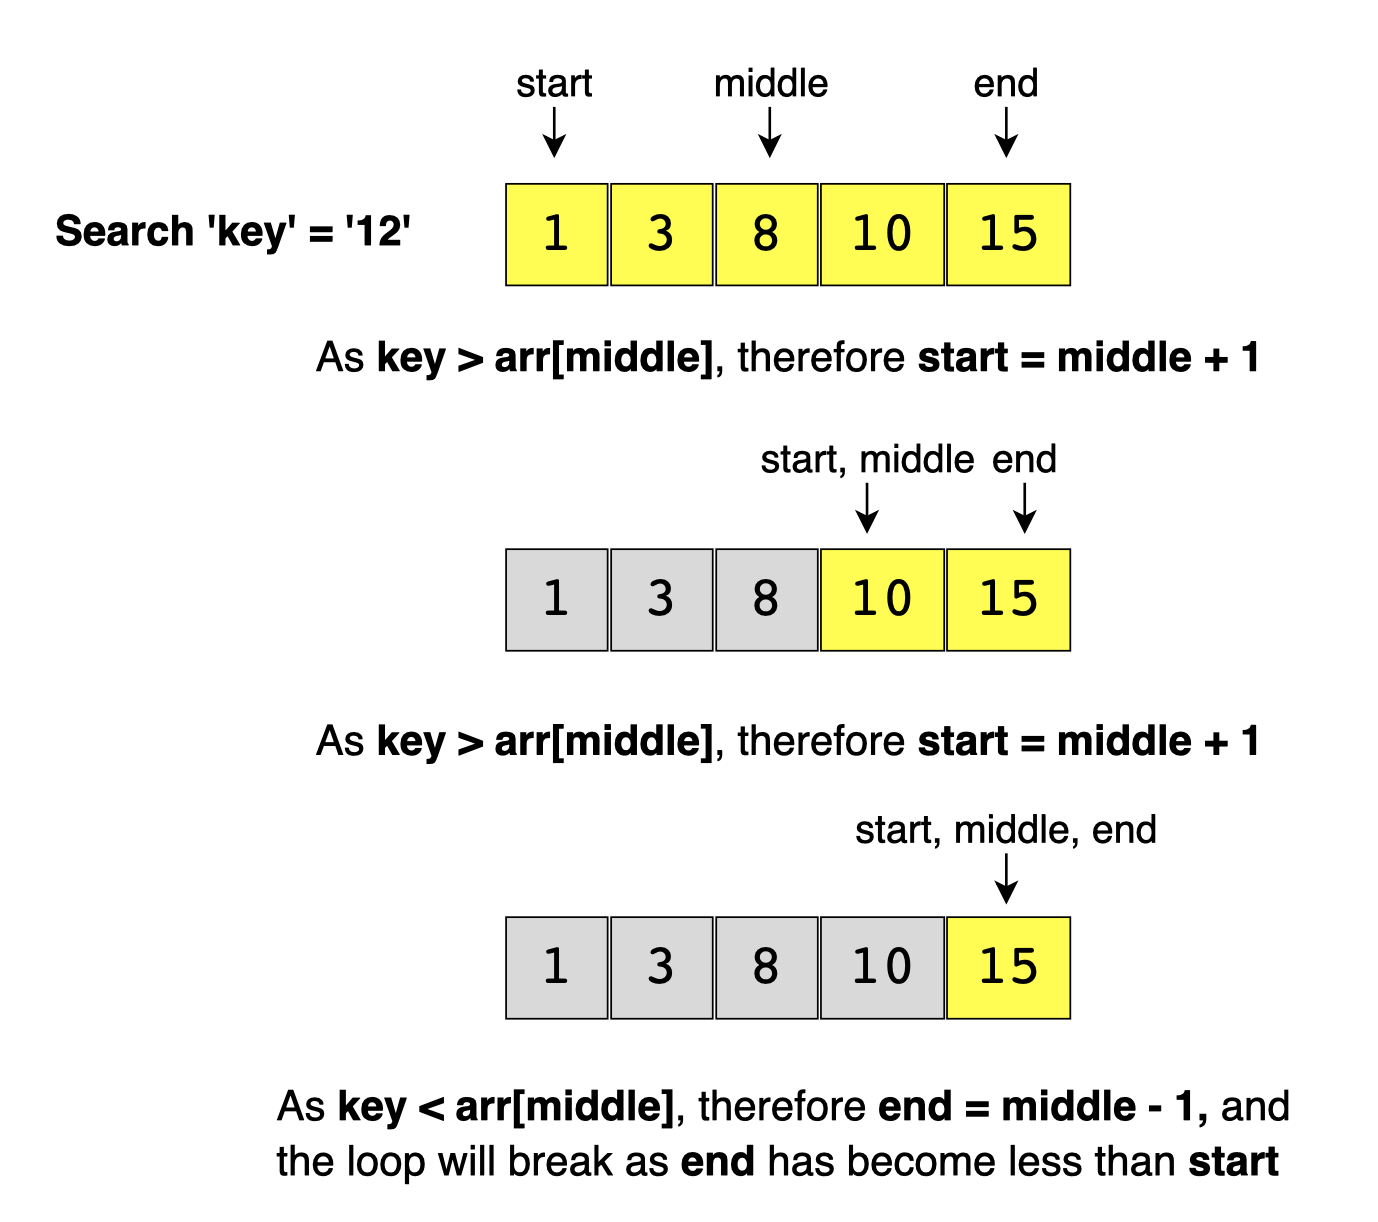 start middle end
Search 'key' = '12' 1 3 8 10 15
As key > arr[middle], therefore start = middle + 1
start, middle end
1 3 8 10 15
As key > arr[middle], therefore start = middle + 1
start, middle, end
1 3 8 10 15
As key < arr[middle], therefore end = middle - 1, and
the loop will break as end has become less than start